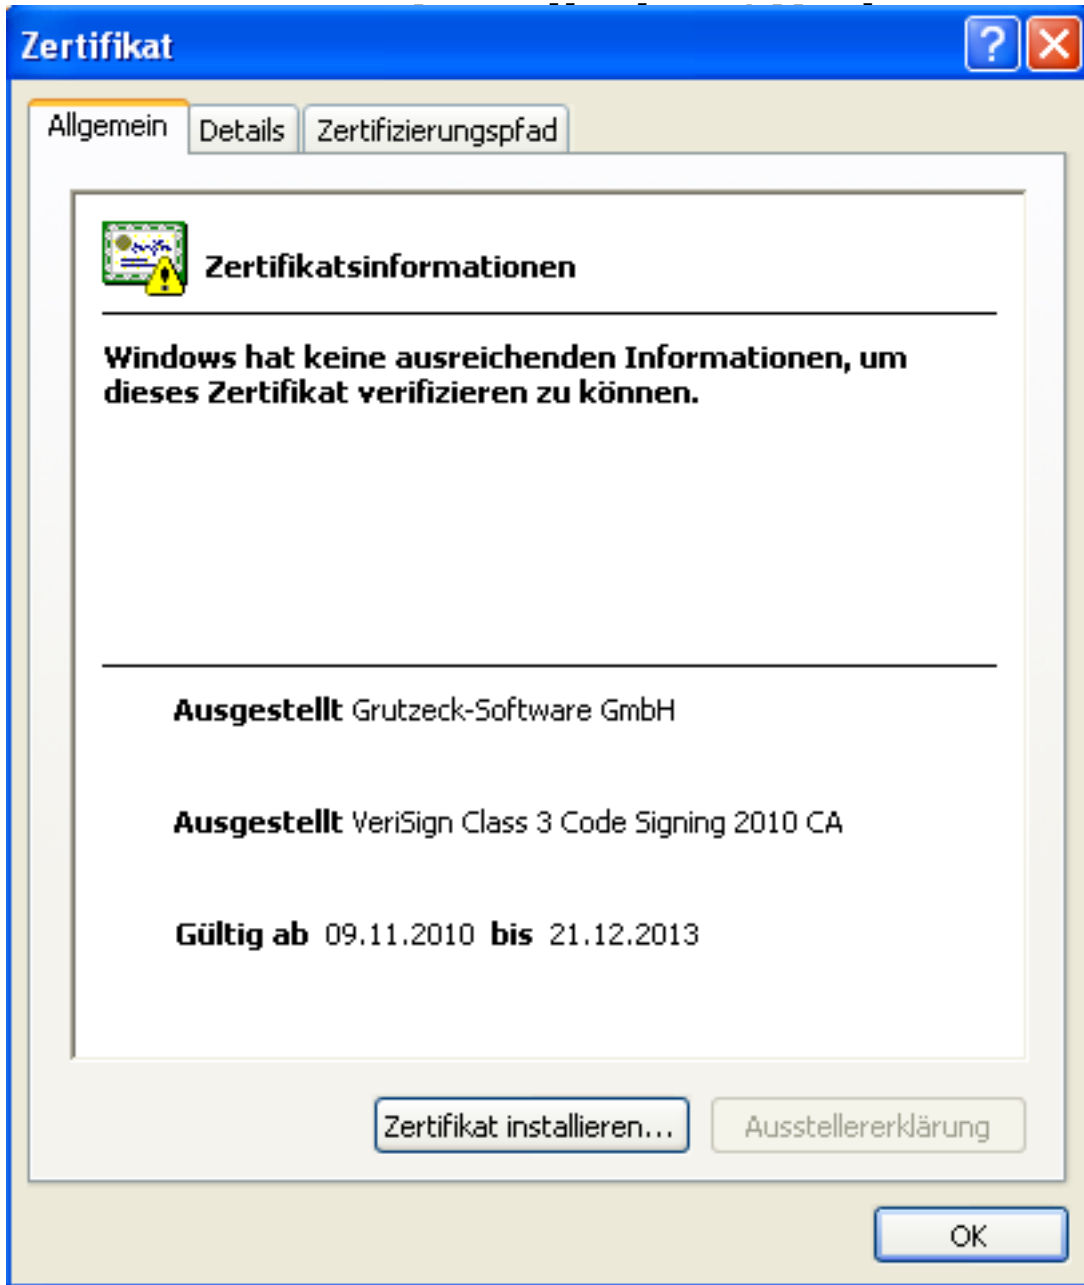 Zertifikat
Allgemein
Details
Zertifizierungspfad
Zertifikatsinformationen
Windows hat keine ausreichenden Informationen, um
dieses Zertifikat verifizieren zu können.
Ausgestellt Grutzeck-Software GmbH
Ausgestellt VeriSign Class 3 Code Signing 2010 CA
Gültig ab 09.11.2010 bis 21.12.2013
Zertifikat installieren...
Ausstellererklärung
OK